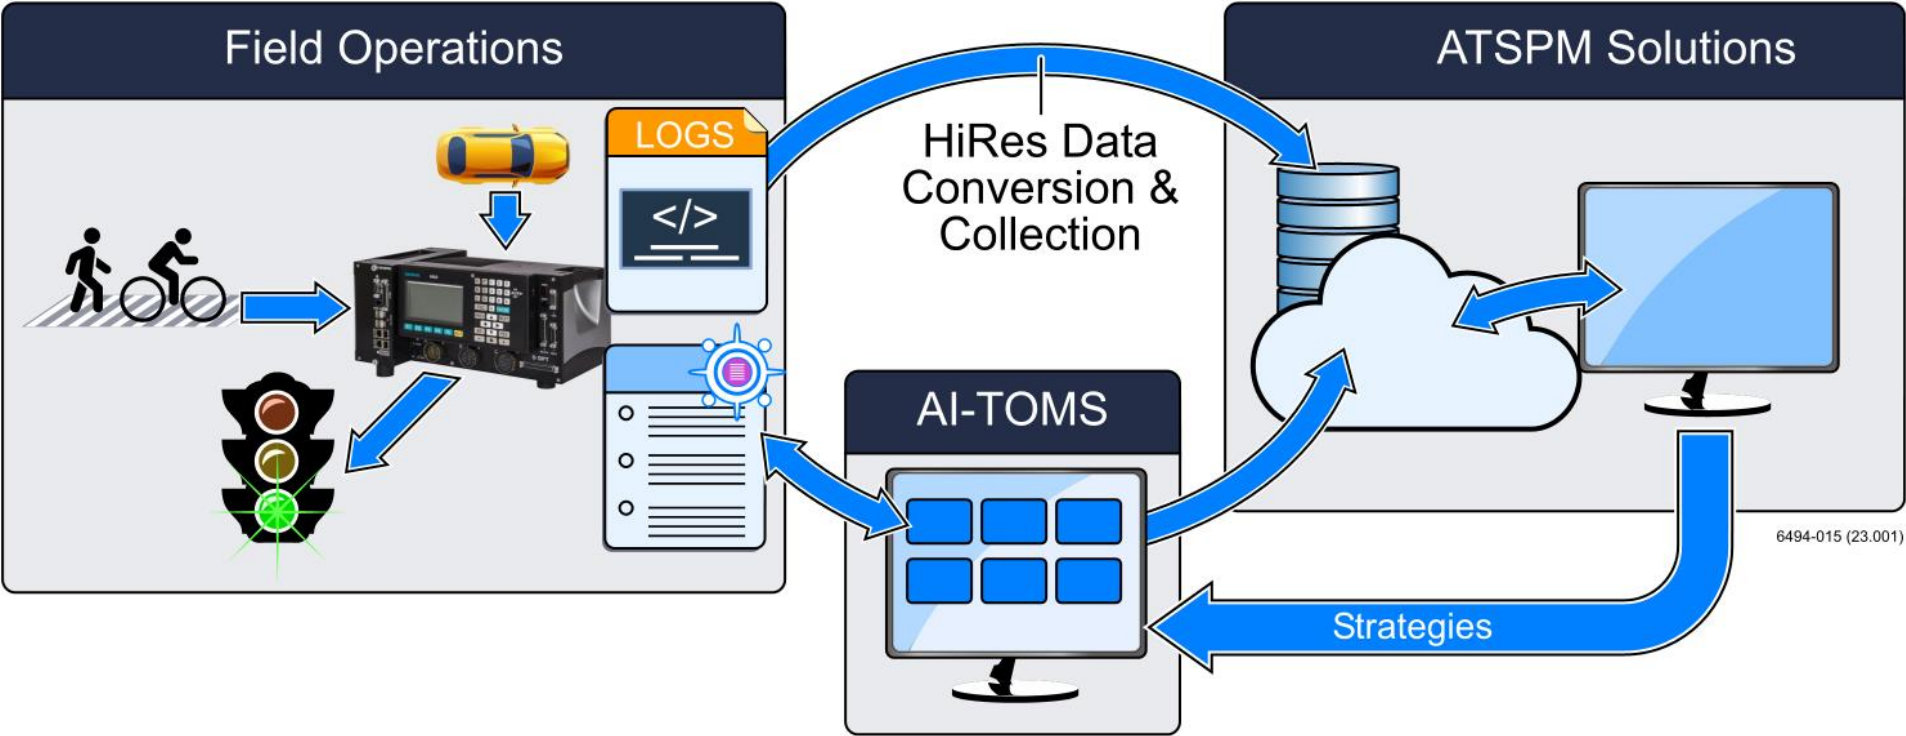 Field Operations
LOGS
</>
HiRes Data
Conversion &
Collection
ATSPM Solutions
AI-TOMS
6494-015 (23.001)
Strategies